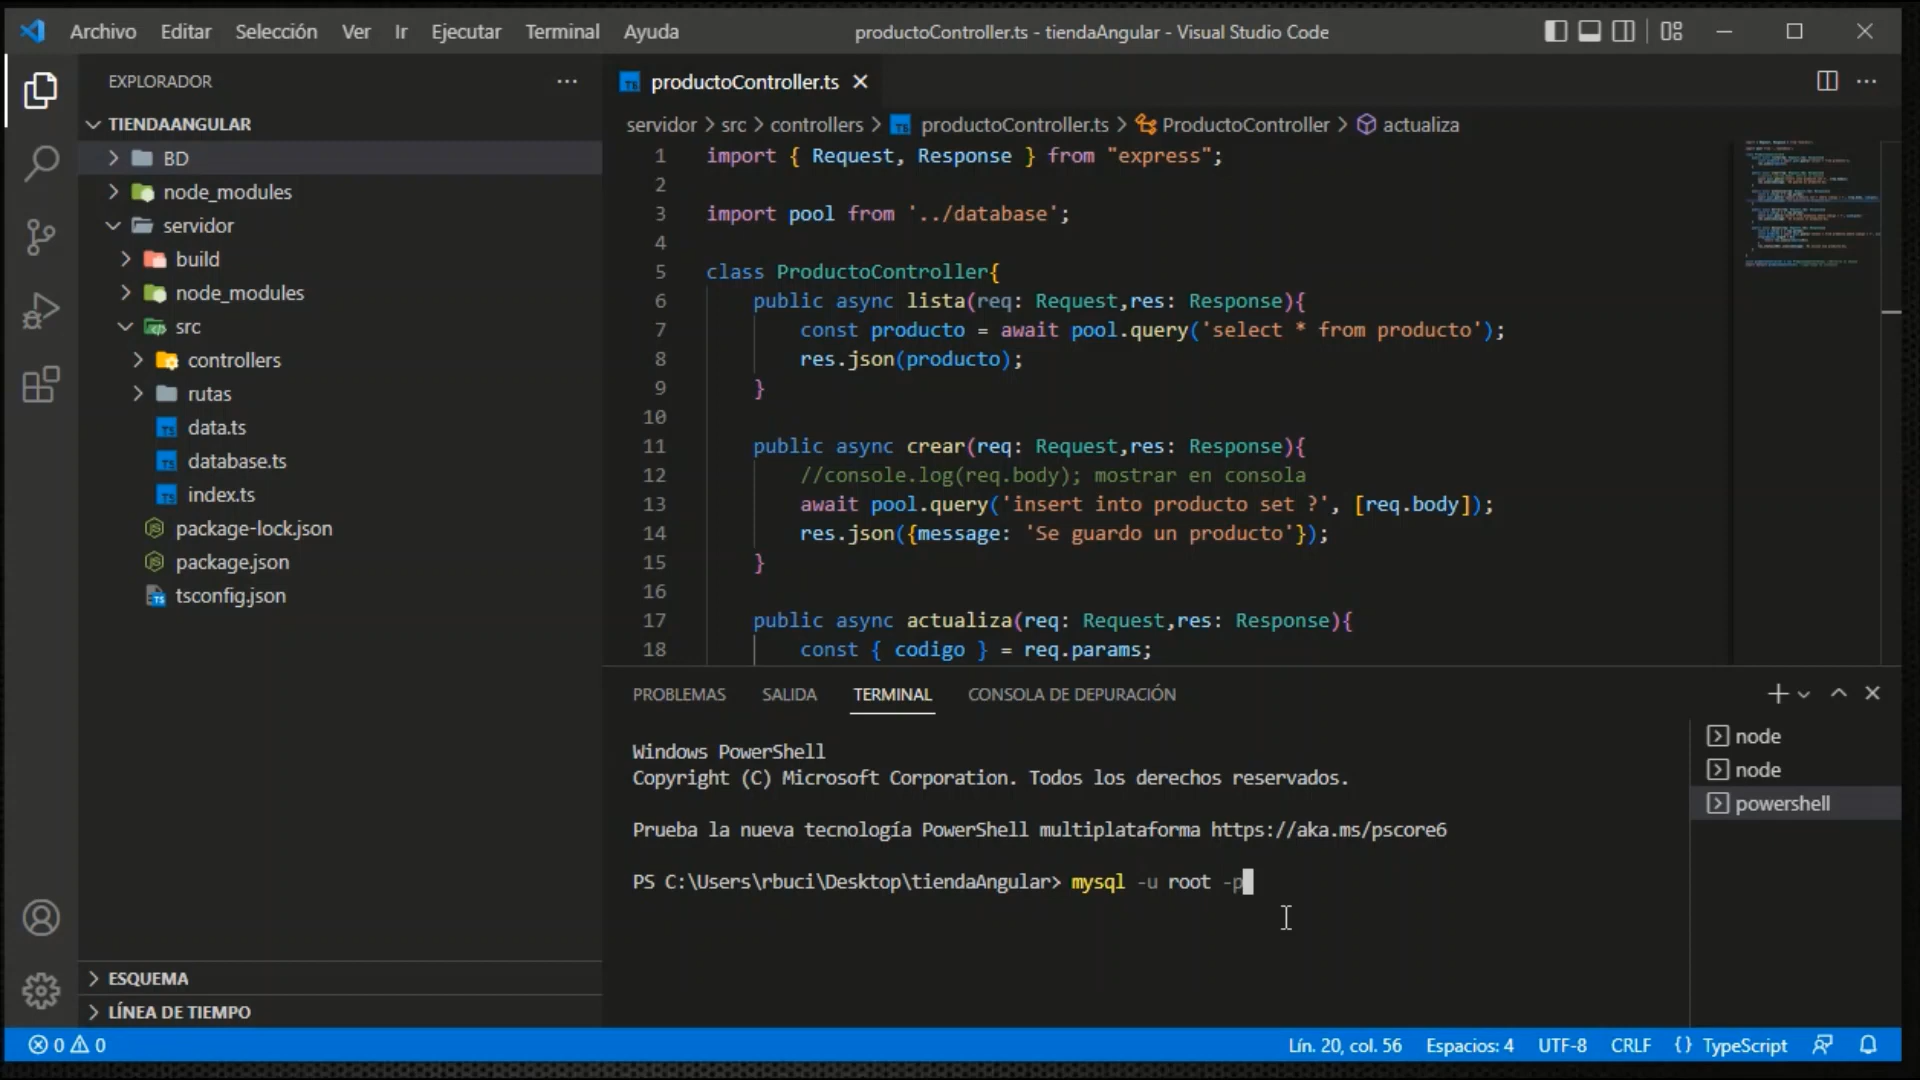 Archivo Editar Selección Ver Ir Ejecutar Terminal Ayuda
productoController.ts - tiendaAngular - Visual Studio Code
EXPLORADOR
TIENDAANGULAR
BD
node_modules
servidor
build
node_modules
src
controllers
rutas
data.ts
database.ts
index.ts
package-lock.json
package.json
tsconfig.json
ESQUEMA
LÍNEA DE TIEMPO
productoController.ts
servidor > src > controllers > productoController.ts > ProductoController > actualiza
1 import { Request, Response } from "express";
2
3 import pool from '../database';
4
5 class ProductoController{
6 public async lista(req: Request,res: Response){
7 const producto = await pool.query('select * from producto');
8 res.json(producto);
9 }
10
11 public async crear(req: Request,res: Response){
12 //console.log(req.body); mostrar en consola
13 await pool.query('insert into producto set ?', [req.body]);
14 res.json({message: 'Se guardo un producto'});
15 }
16
17 public async actualiza(req: Request,res: Response){
18 const { codigo } = req.params;
PROBLEMAS SALIDA TERMINAL CONSOLA DE DEPURACIÓN
Windows PowerShell
Copyright (C) Microsoft Corporation. Todos los derechos reservados.
Prueba la nueva tecnología PowerShell multiplataforma https://aka.ms/pscore6
PS C:\Users\rbuci\Desktop\tiendaAngular> mysql -u root -p
node
node
powershell
0 0
Lín. 20, col. 56 Espacios: 4 UTF-8 CRLF {} TypeScript